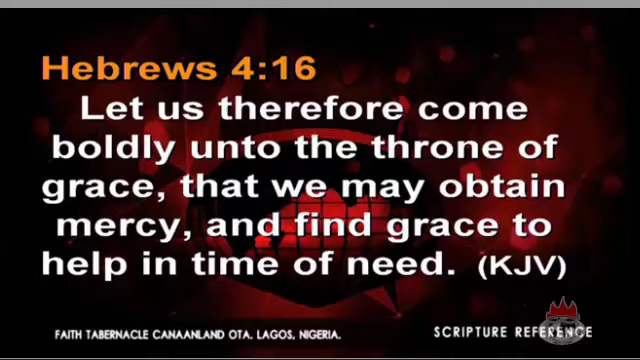 Hebrews 4:16
Let us therefore come
boldly unto the throne of
grace, that we may obtain
mercy, and find grace to
help in time of need. (KJV)
FAITH TABERNACLE CANAANLAND OTA. LAGOS, NIGERIA.
SCRIPTURE REFERENCE